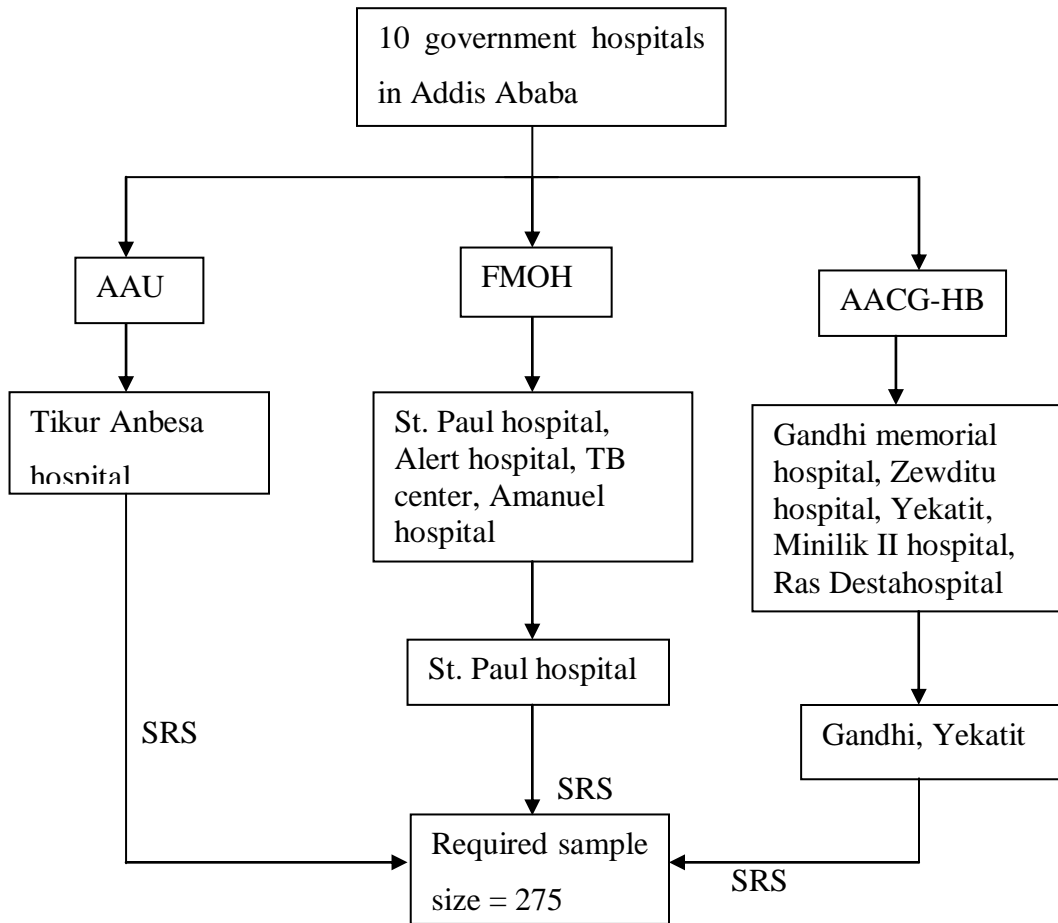 10 government hospitals
in Addis Ababa
AAU
FMOH
AACG-HB
Tikur Anbesa
hospital
St. Paul hospital,
Alert hospital, TB
center, Amanuel
hospital
Gandhi memorial
hospital, Zewditu
hospital, Yekatit,
Minilik II hospital,
Ras Destahospital
St. Paul hospital
Gandhi, Yekatit
SRS
SRS
SRS
Required sample
size = 275